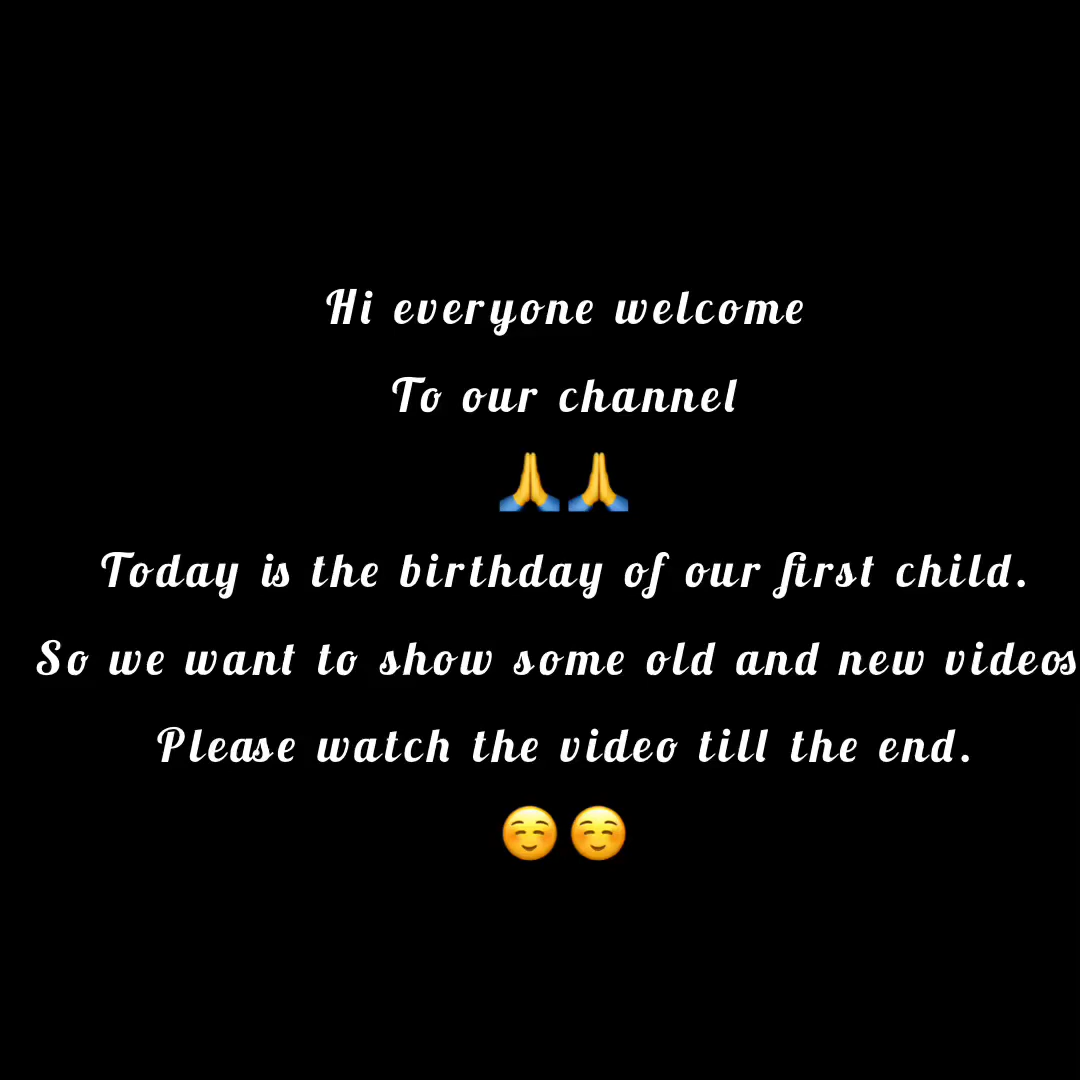 Hi everyone welcome
To our channel
🙏🙏
Today is the birthday of our first child.
So we want to show some old and new videos
Please watch the video till the end.
☺️☺️